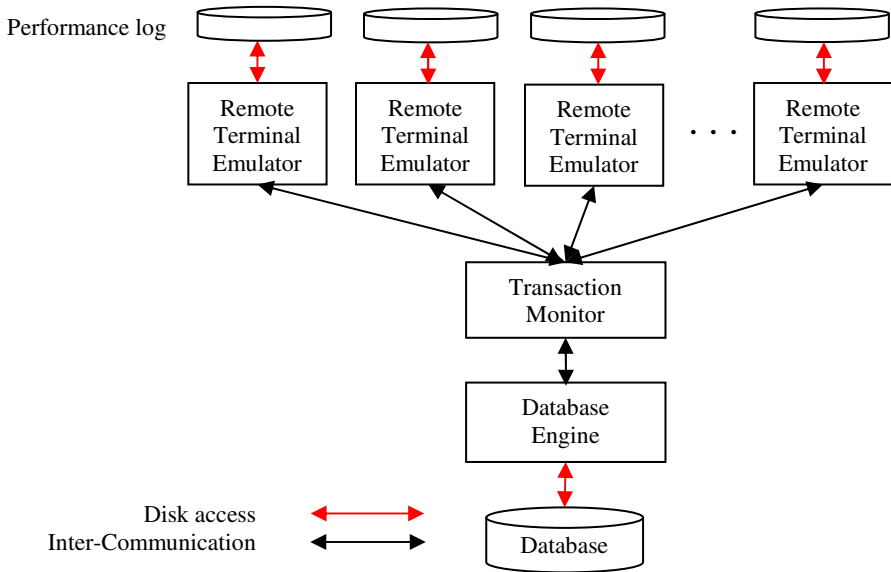 Performance log
Remote
Terminal
Emulator
Remote
Terminal
Emulator
Remote
Terminal
Emulator
. . .
Remote
Terminal
Emulator
Transaction
Monitor
Database
Engine
Disk access
Inter-Communication
Database